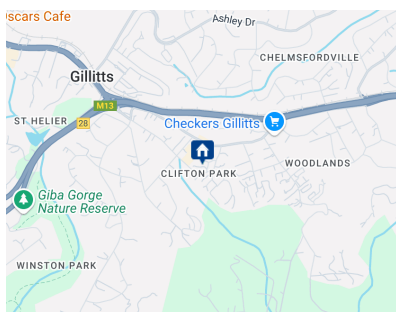 Oscars Cafe
Ashley Dr
CHELMSFORDVILLE
Gillitts
M13
ST HELIER
28
Checkers Gillitts
WOODLANDS
CLIFTON PARK
Giba Gorge
Nature Reserve
WINSTON PARK